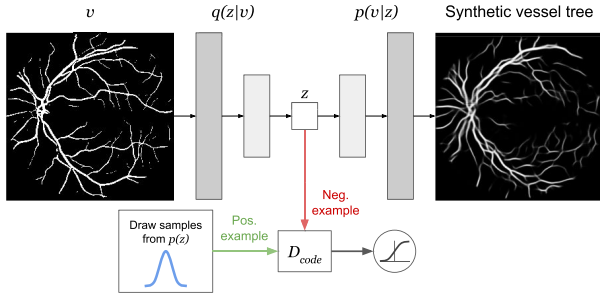 v
q(z|v)
p(v|z)
Synthetic vessel tree
z
Neg.
example
Draw samples
from p(z)
Pos.
example
D_code